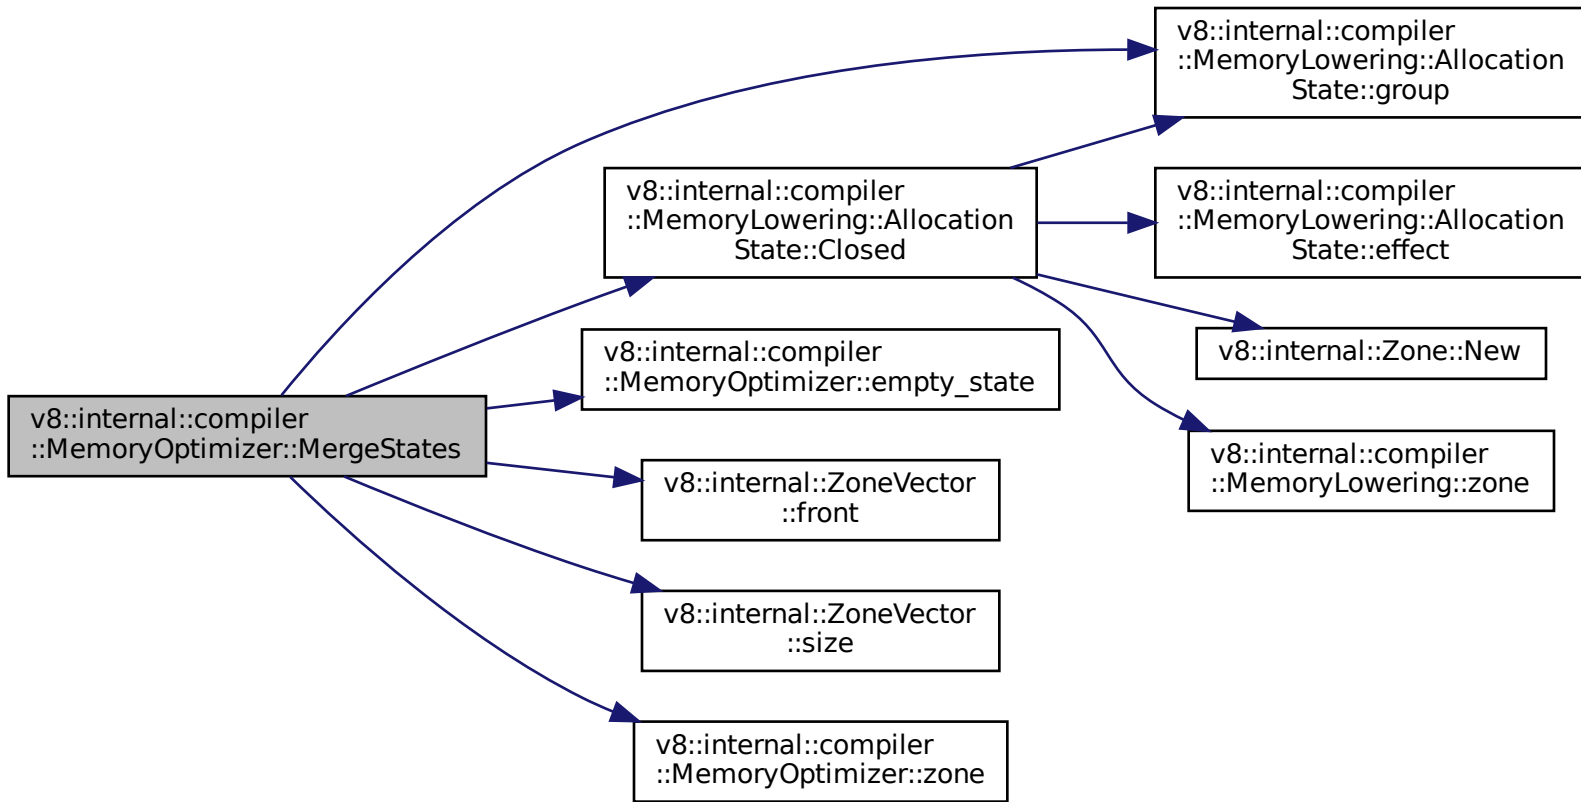 v8::internal::compiler
::MemoryOptimizer::MergeStates
v8::internal::compiler
::MemoryLowering::Allocation
State::group
v8::internal::compiler
::MemoryLowering::Allocation
State::Closed
v8::internal::compiler
::MemoryLowering::Allocation
State::effect
v8::internal::Zone::New
v8::internal::compiler
::MemoryLowering::zone
v8::internal::compiler
::MemoryOptimizer::empty_state
v8::internal::ZoneVector
::front
v8::internal::ZoneVector
::size
v8::internal::compiler
::MemoryOptimizer::zone